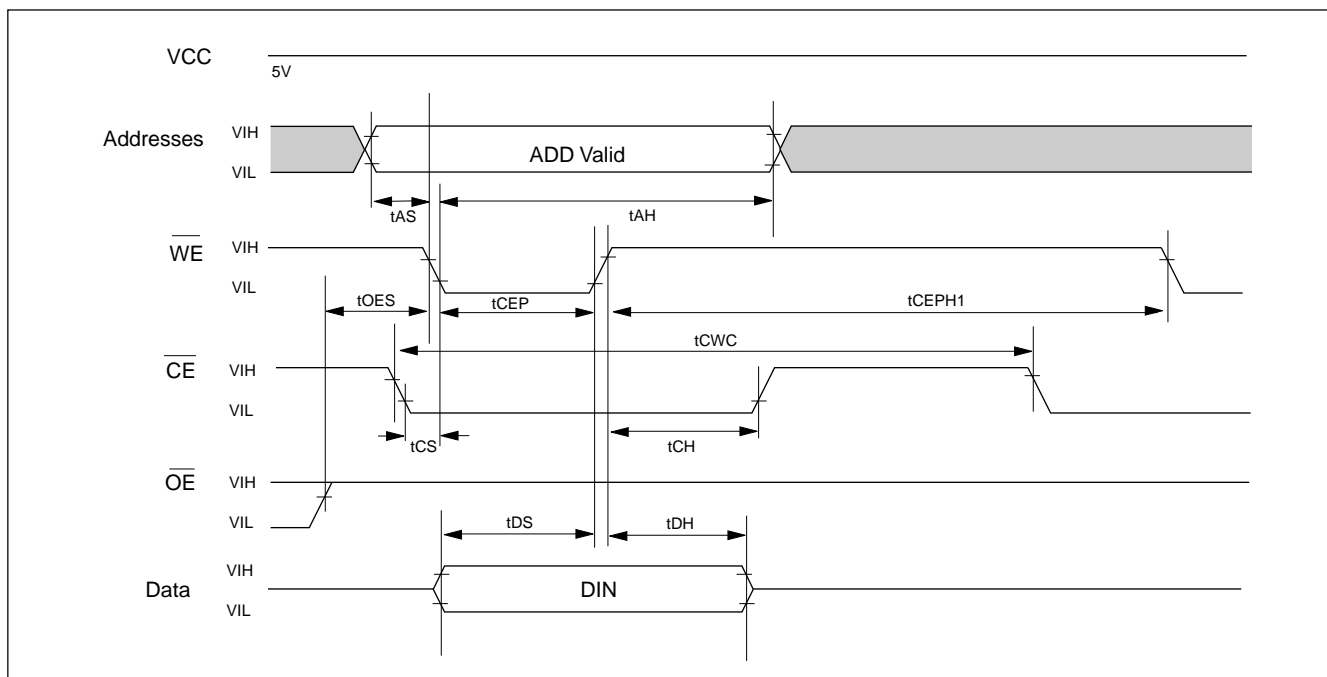 VCC
5V
Addresses
VIH
VIL
ADD Valid
tAS
tAH
WE
VIH
VIL
tOES
tCEP
tCEPH1
tCWC
CE
VIH
VIL
tCS
tCH
OE
VIH
VIL
tDS
tDH
Data
VIH
VIL
DIN